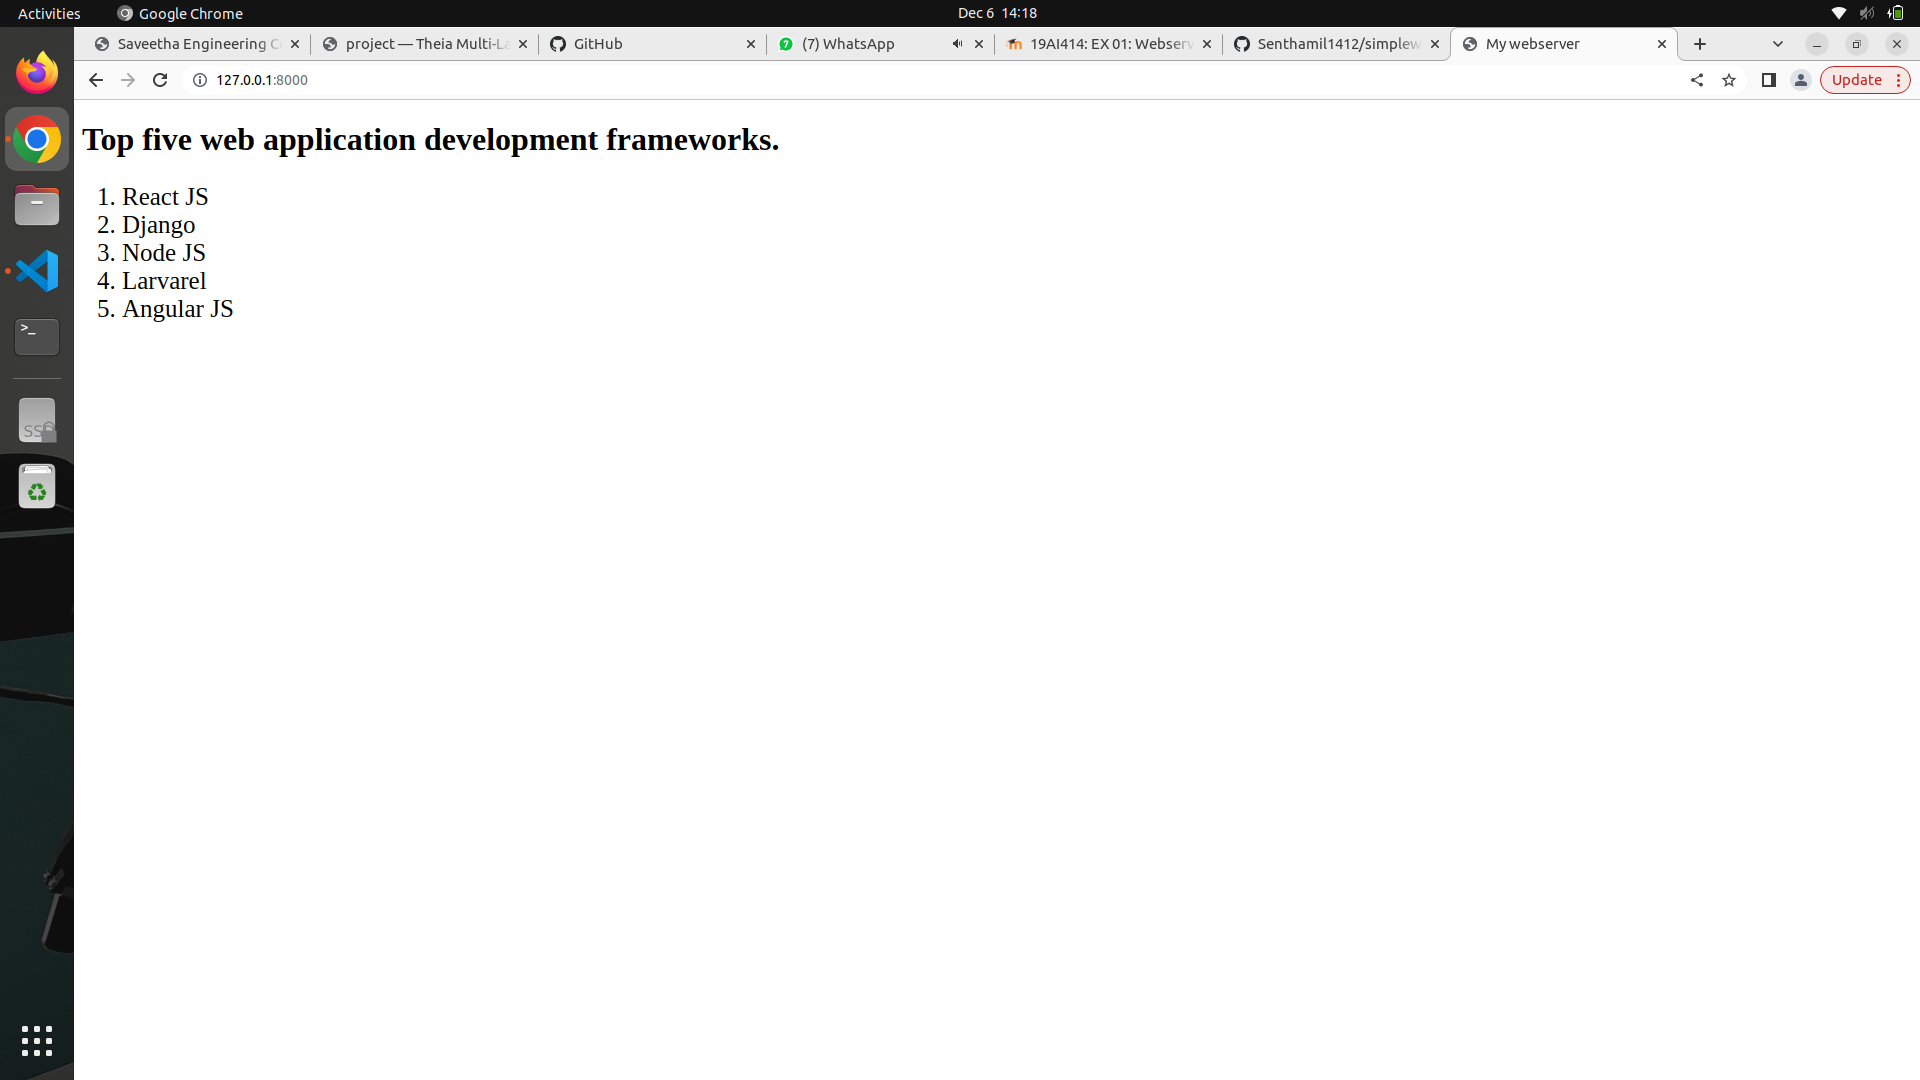 Activities
Google Chrome
Dec 6 14:18
Saveetha Engineering C
project — Theia Multi-La
GitHub
(7) WhatsApp
19AI414: EX 01: Webserv
Senthamil1412/simplew
My webserver
127.0.0.1:8000
Update
Top five web application development frameworks.
1. React JS
2. Django
3. Node JS
4. Larvarel
5. Angular JS
>_